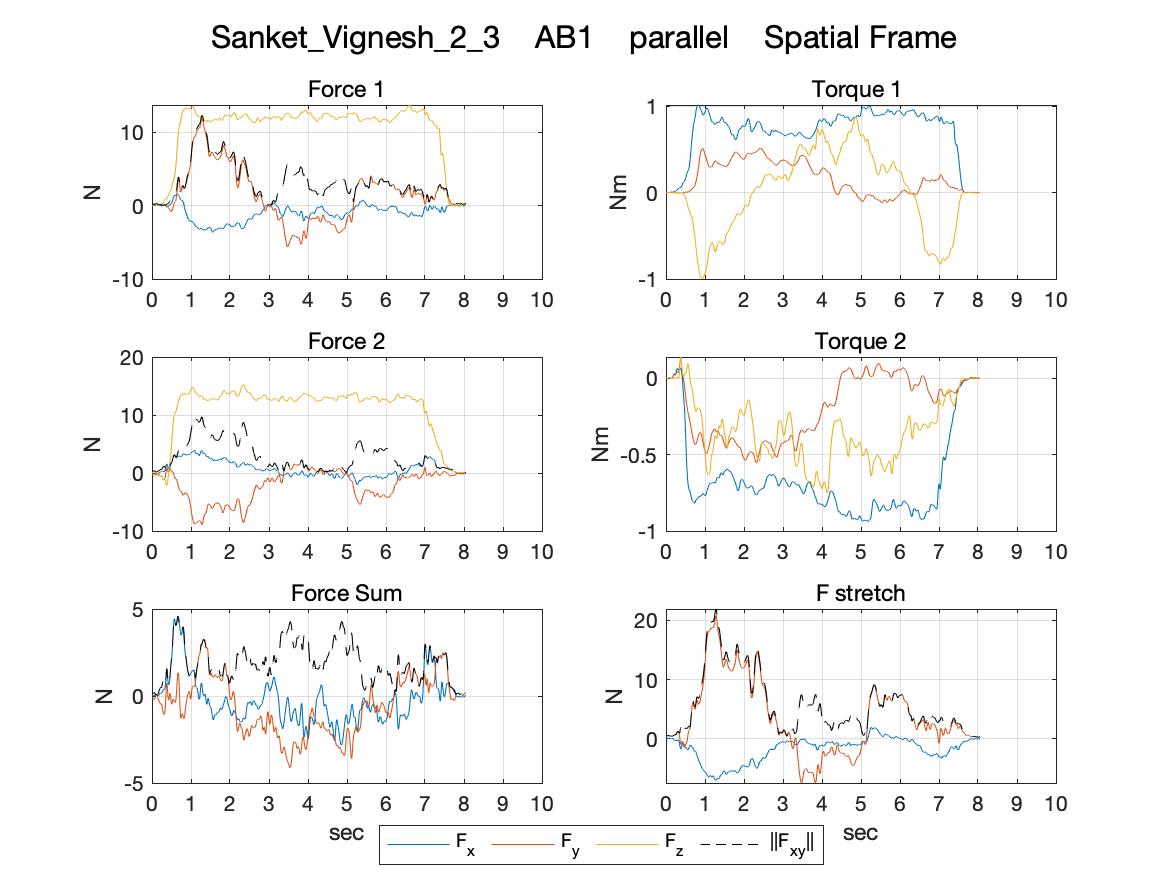 Sanket_Vignesh_2_3 AB1 parallel Spatial Frame
Force 1
N
10
0
-10
0 1 2 3 4 5 6 7 8 9 10
Torque 1
Nm
1
0
-1
0 1 2 3 4 5 6 7 8 9 10
Force 2
N
20
10
0
-10
0 1 2 3 4 5 6 7 8 9 10
Torque 2
Nm
0
-0.5
-1
0 1 2 3 4 5 6 7 8 9 10
Force Sum
N
5
0
-5
0 1 2 3 4 5 6 7 8 9 10
sec
F stretch
N
20
10
0
0 1 2 3 4 5 6 7 8 9 10
sec
Fx Fy Fz ||Fxy||